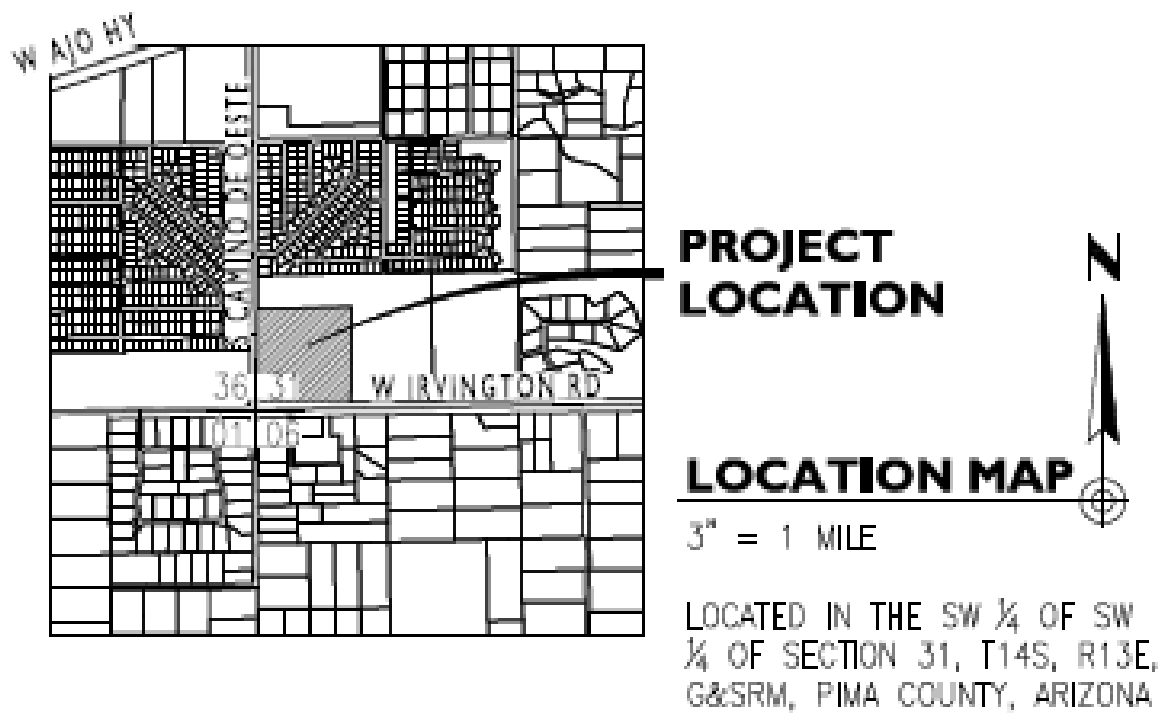 W AJO HY
S CAMINO DE OESTE
PROJECT
LOCATION
N
36 31
W IRVINGTON RD
01 06
LOCATION MAP
3" = 1 MILE
LOCATED IN THE SW ¼ OF SW
¼ OF SECTION 31, T14S, R13E,
G&SRM, PIMA COUNTY, ARIZONA